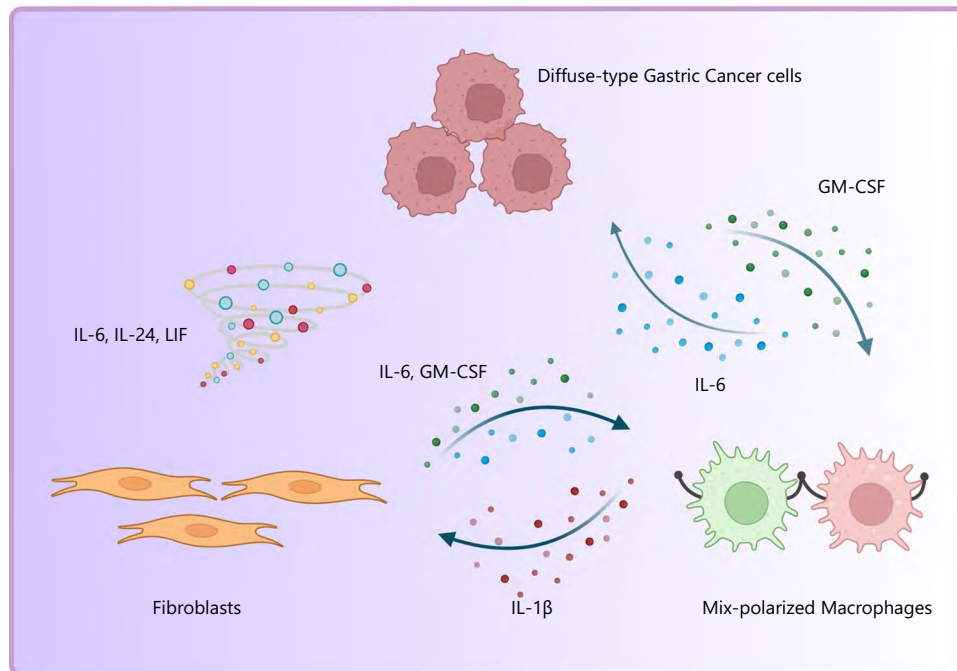 Diffuse-type Gastric Cancer cells
GM-CSF
IL-6, IL-24, LIF
IL-6, GM-CSF
IL-6
Fibroblasts
IL-1β
Mix-polarized Macrophages